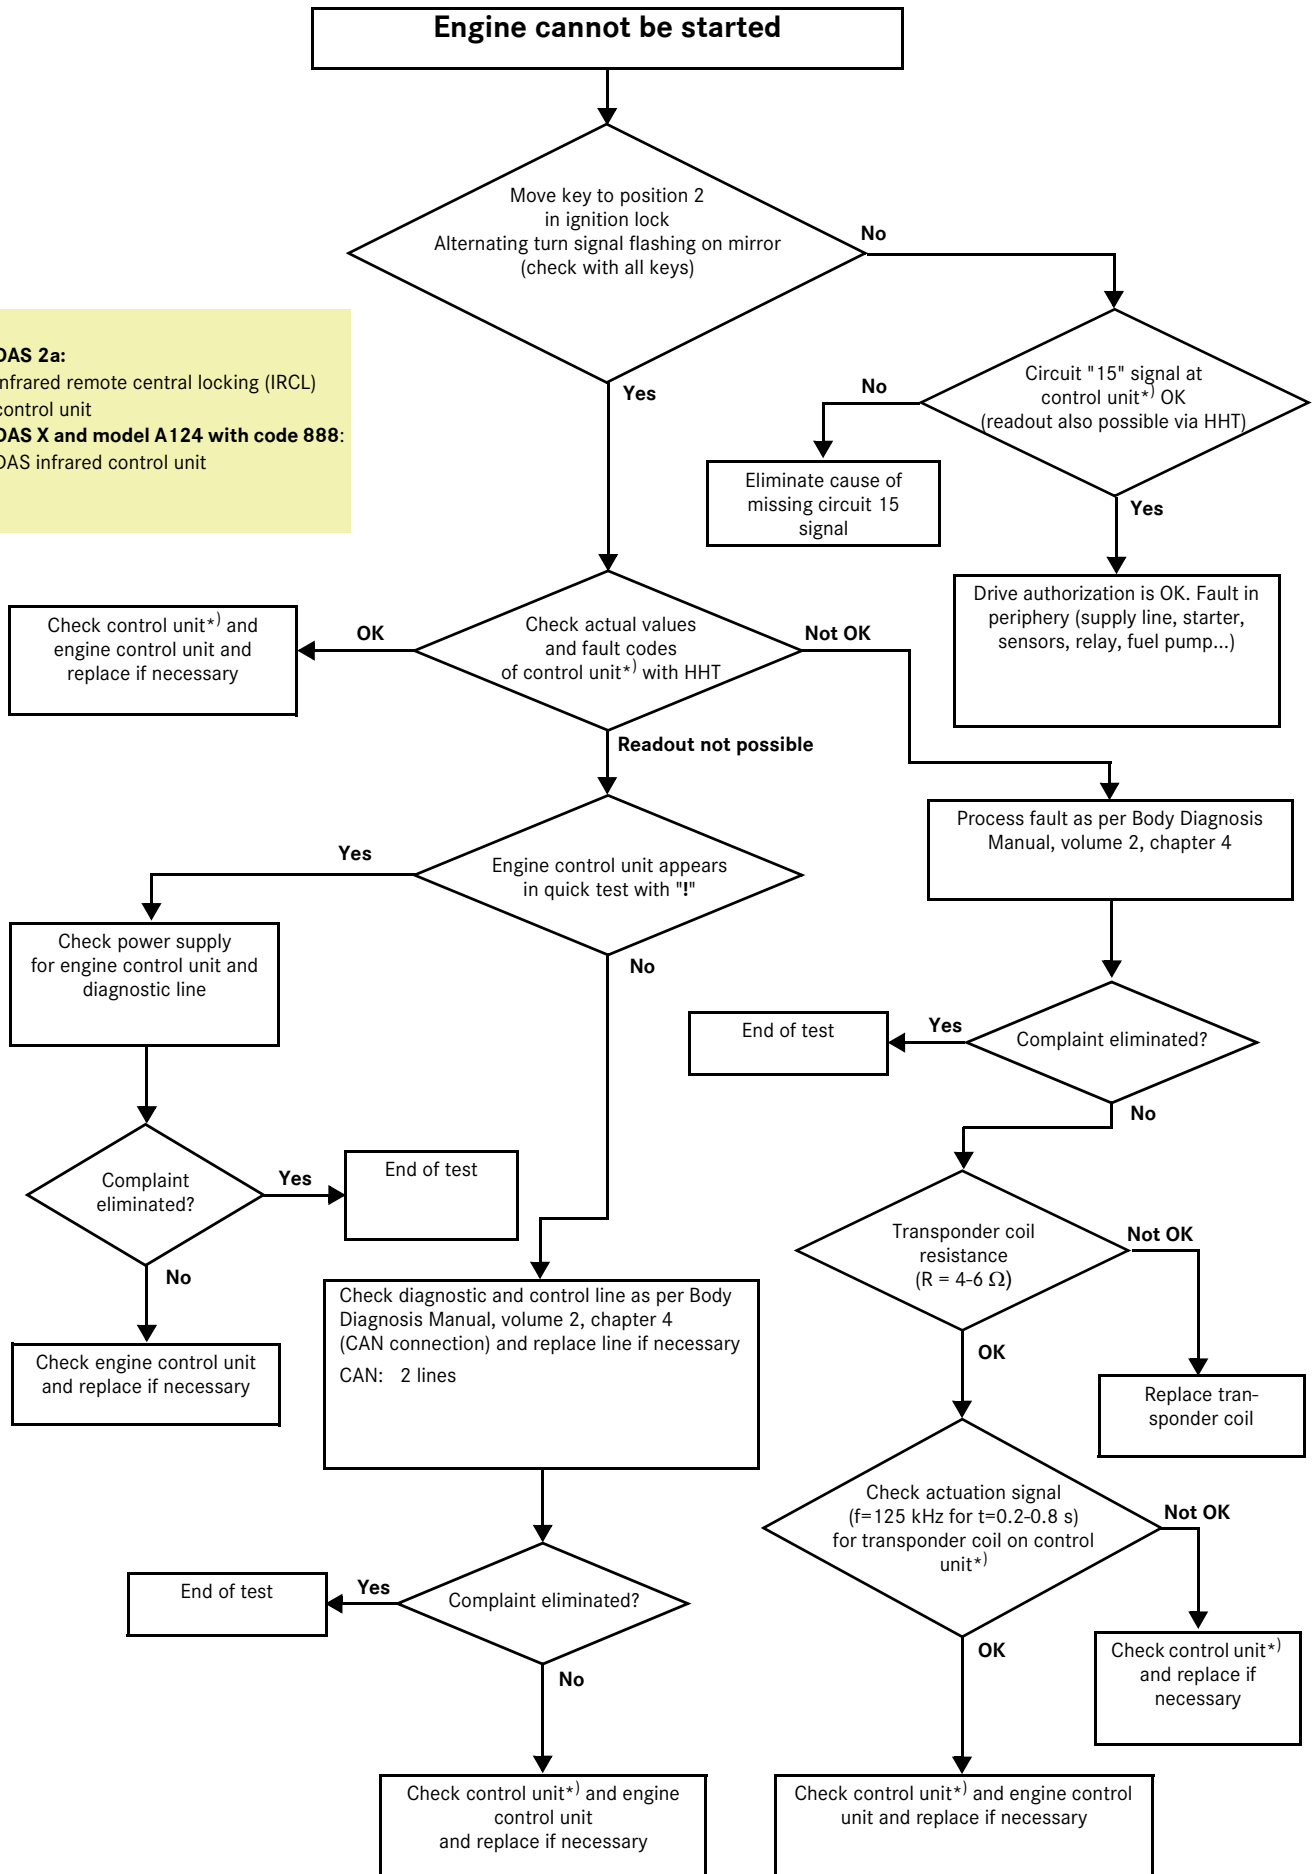 Engine cannot be started
Move key to position 2
in ignition lock
Alternating turn signal flashing on mirror
(check with all keys)
No
Yes
DAS 2a:
Infrared remote central locking (IRCL)
control unit
DAS X and model A124 with code 888:
DAS infrared control unit
Circuit "15" signal at
control unit*) OK
(readout also possible via HHT)
No
Yes
Eliminate cause of
missing circuit 15
signal
Drive authorization is OK. Fault in
periphery (supply line, starter,
sensors, relay, fuel pump...)
Check actual values
and fault codes
of control unit*) with HHT
OK
Not OK
Readout not possible
Check control unit*) and
engine control unit and
replace if necessary
Process fault as per Body Diagnosis
Manual, volume 2, chapter 4
Engine control unit appears
in quick test with "!"
Yes
No
Check power supply
for engine control unit and
diagnostic line
Complaint eliminated?
Yes
No
End of test
Complaint
eliminated?
Yes
No
End of test
Check engine control unit
and replace if necessary
Check diagnostic and control line as per Body
Diagnosis Manual, volume 2, chapter 4
(CAN connection) and replace line if necessary
CAN: 2 lines
Transponder coil
resistance
(R = 4-6 Ω)
Not OK
OK
Replace tran-
sponder coil
Check actuation signal
(f=125 kHz for t=0.2-0.8 s)
for transponder coil on control
unit*)
Not OK
OK
Check control unit*)
and replace if
necessary
Complaint eliminated?
Yes
No
End of test
Check control unit*) and engine
control unit
and replace if necessary
Check control unit*) and engine control
unit and replace if necessary